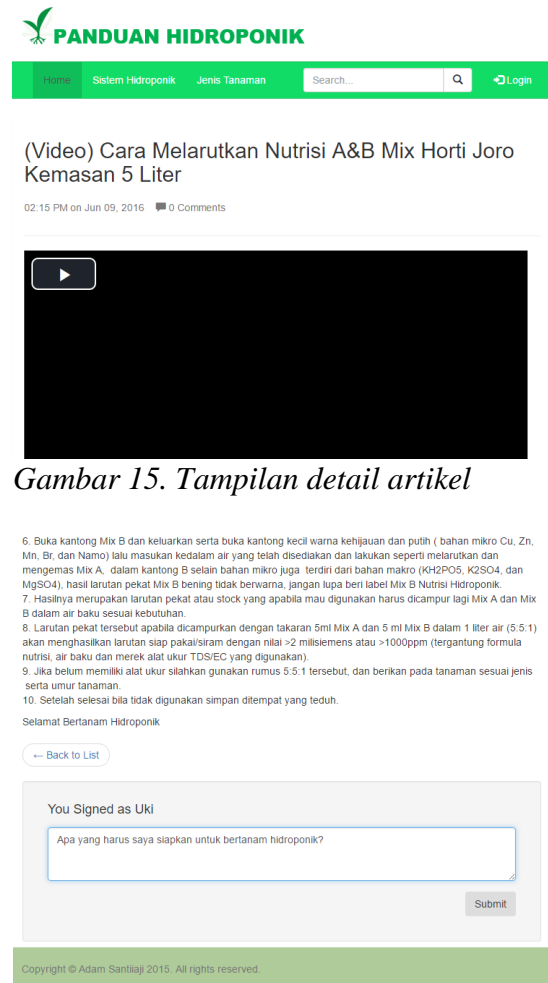 PANDUAN HIDROPONIK
Home Sistem Hidroponik Jenis Tanaman Search... Login
(Video) Cara Melarutkan Nutrisi A&B Mix Horti Joro
Kemasan 5 Liter
02:15 PM on Jun 09, 2016 0 Comments
Gambar 15. Tampilan detail artikel
6. Buka kantong Mix B dan keluarkan serta buka kantong kecil warna kehijauan dan putih ( bahan mikro Cu, Zn,
Mn, Br, dan Namo) lalu masukan kedalam air yang telah disediakan dan lakukan seperti melarutkan dan
mengemas Mix A, dalam kantong B selain bahan mikro juga terdiri dari bahan makro (KH2PO5, K2SO4, dan
MgSO4), hasil larutan pekat Mix B bening tidak berwarna, jangan lupa beri label Mix B Nutrisi Hidroponik.
7. Hasilnya merupakan larutan pekat atau stock yang apabila mau digunakan harus dicampur lagi Mix A dan Mix
B dalam air baku sesuai kebutuhan.
8. Larutan pekat tersebut apabila dicampurkan dengan takaran 5ml Mix A dan 5 ml Mix B dalam 1 liter air (5:5:1)
akan menghasilkan larutan siap pakai/siram dengan nilai >2 milisiemens atau >1000ppm (tergantung formula
nutrisi, air baku dan merek alat ukur TDS/EC yang digunakan).
9. Jika belum memiliki alat ukur silahkan gunakan rumus 5:5:1 tersebut, dan berikan pada tanaman sesuai jenis
serta umur tanaman.
10. Setelah selesai bila tidak digunakan simpan ditempat yang teduh.
Selamat Bertanam Hidroponik
← Back to List
You Signed as Uki
Apa yang harus saya siapkan untuk bertanam hidroponik?
Submit
Copyright © Adam Santiiaji 2015. All rights reserved.